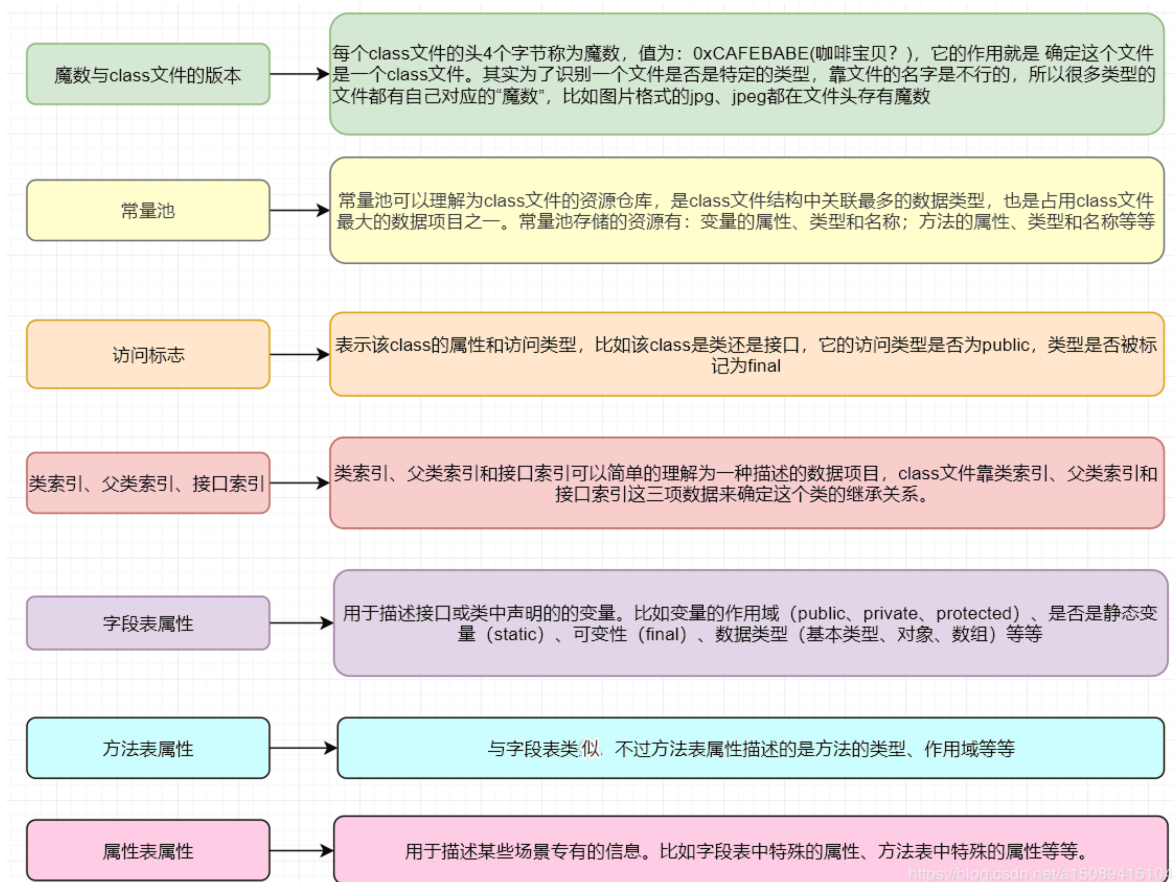 魔数与class文件的版本
每个class文件的头4个字节称为魔数，值为：0xCAFEBABE(咖啡宝贝？)，它的作用就是 确定这个文件
是一个class文件。其实为了识别一个文件是否是特定的类型，靠文件的名字是不行的，所以很多类型的
文件都有自己对应的“魔数”，比如图片格式的jpg、jpeg都在文件头存有魔数
常量池
常量池可以理解为class文件的资源仓库，是class文件结构中关联最多的数据类型，也是占用class文件
最大的数据项目之一。常量池存储的资源有：变量的属性、类型和名称；方法的属性、类型和名称等等
访问标志
表示该class的属性和访问类型，比如该class是类还是接口，它的访问类型是否为public，类型是否被标
记为final
类索引、父类索引、接口索引
类索引、父类索引和接口索引可以简单的理解为一种描述的数据项目，class文件靠类索引、父类索引和
接口索引这三项数据来确定这个类的继承关系。
字段表属性
用于描述接口或类中声明的的变量。比如变量的作用域（public、private、protected）、是否是静态变
量（static）、可变性（final）、数据类型（基本类型、对象、数组）等等
方法表属性
与字段表类似，不过方法表属性描述的是方法的类型、作用域等等
属性表属性
用于描述某些场景专有的信息。比如字段表中特殊的属性、方法表中特殊的属性等等。